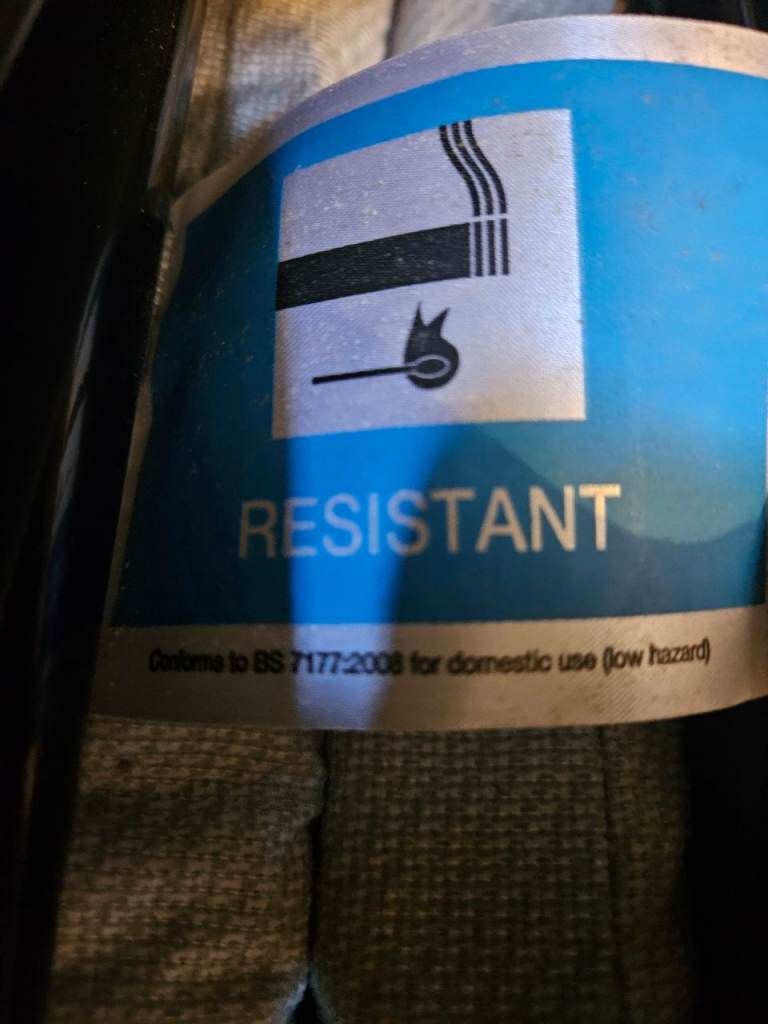 RESISTANT
Conforms to BS 7177:2008 for domestic use (low hazard)